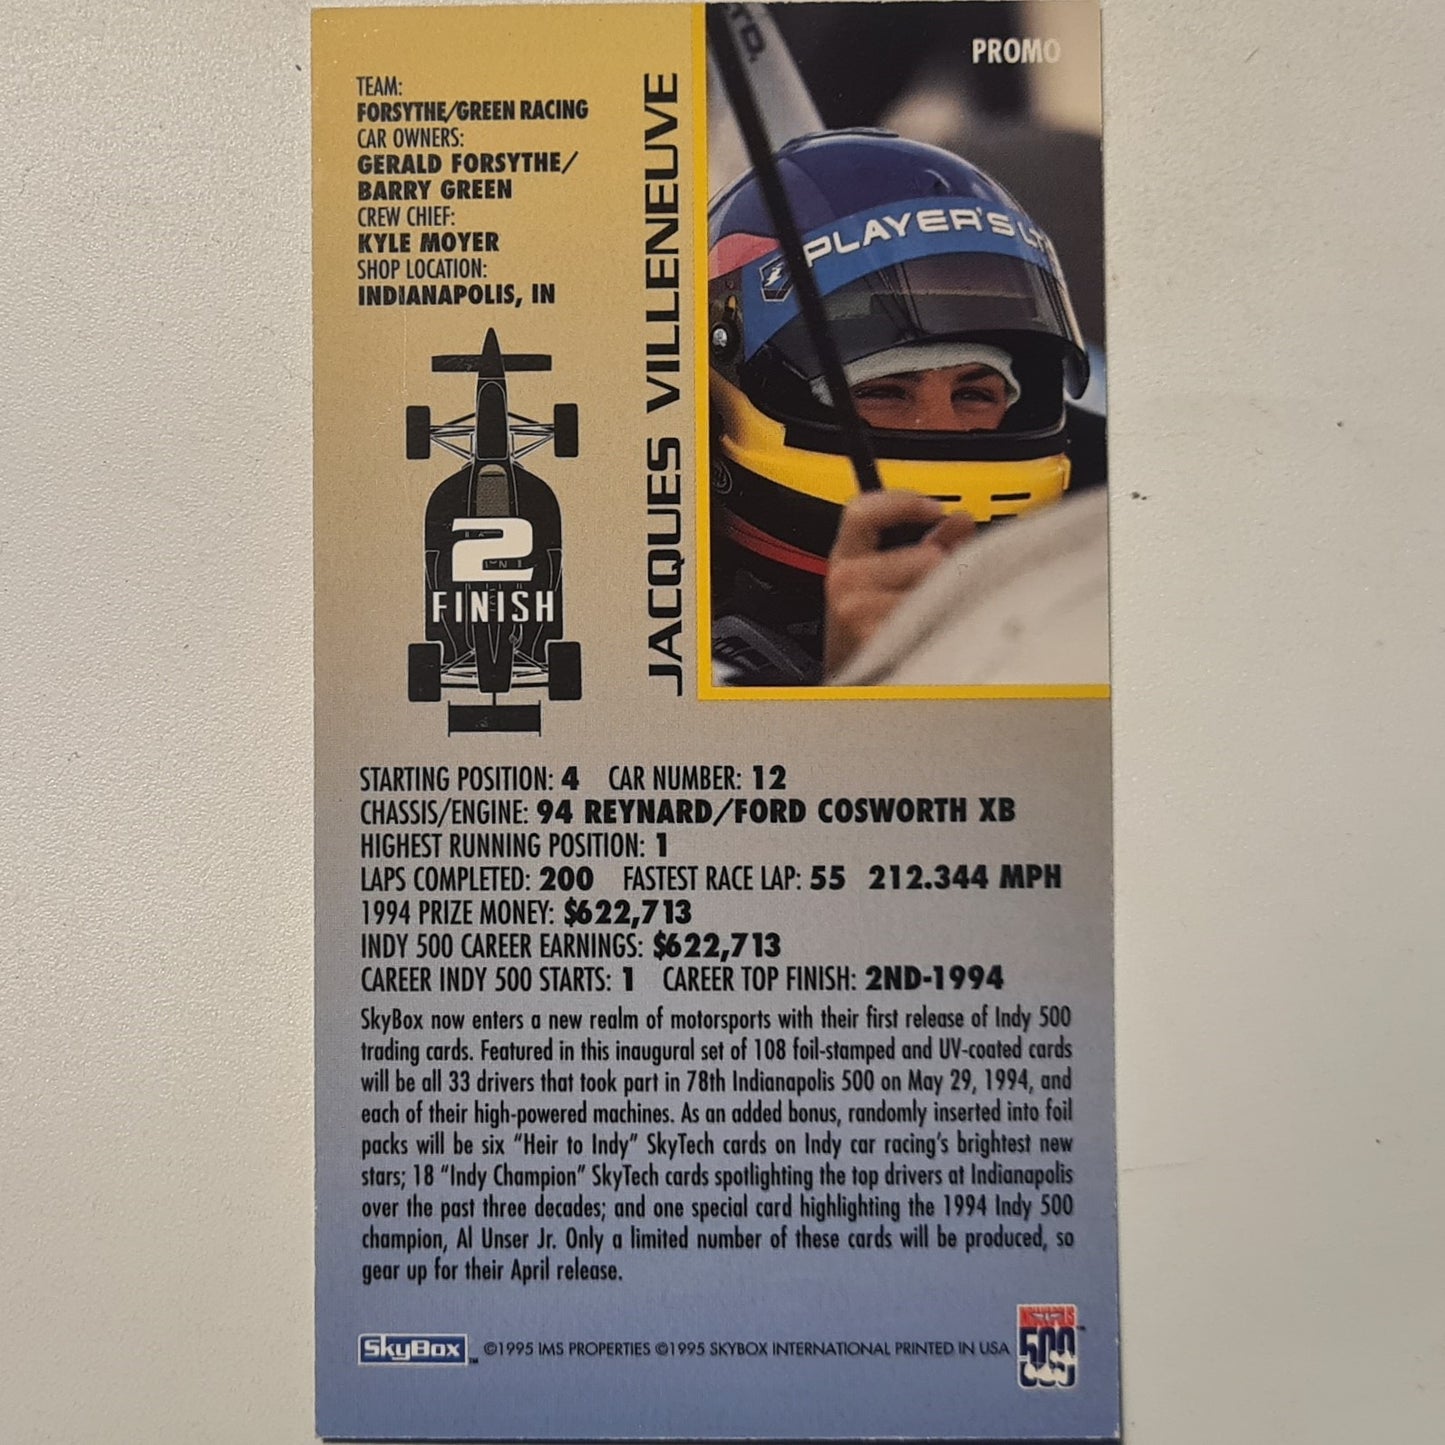 PROMO
TEAM:
FORSYTHE/GREEN RACING
CAR OWNERS:
GERALD FORSYTHE/
BARRY GREEN
CREW CHIEF:
KYLE MOYER
SHOP LOCATION:
INDIANAPOLIS, IN
JACQUES VILLENEUVE
TD.
PLAYER'S LT
2
FINISH
STARTING POSITION: 4 CAR NUMBER: 12
CHASSIS/ENGINE: 94 REYNARD/FORD COSWORTH XB
HIGHEST RUNNING POSITION: 1
LAPS COMPLETED: 200 FASTEST RACE LAP: 55 212.344 MPH
1994 PRIZE MONEY: $622,713
INDY 500 CAREER EARNINGS: $622,713
CAREER INDY 500 STARTS: 1 CAREER TOP FINISH: 2ND-1994
SkyBox now enters a new realm of motorsports with their first release of Indy 500
trading cards. Featured in this inaugural set of 108 foil-stamped and UV-coated cards
will be all 33 drivers that took part in 78th Indianapolis 500 on May 29, 1994, and
each of their high-powered machines. As an added bonus, randomly inserted into foil
packs will be six "Heir to Indy" SkyTech cards on Indy car racing's brightest new
stars; 18 "Indy Champion" SkyTech cards spotlighting the top drivers at Indianapolis
over the past three decades; and one special card highlighting the 1994 Indy 500
champion, Al Unser Jr. Only a limited number of these cards will be produced, so
gear up for their April release.
SkyBox ™ ©1995 IMS PROPERTIES ©1995 SKYBOX INTERNATIONAL PRINTED IN USA
INDIANAPOLIS
500 ™